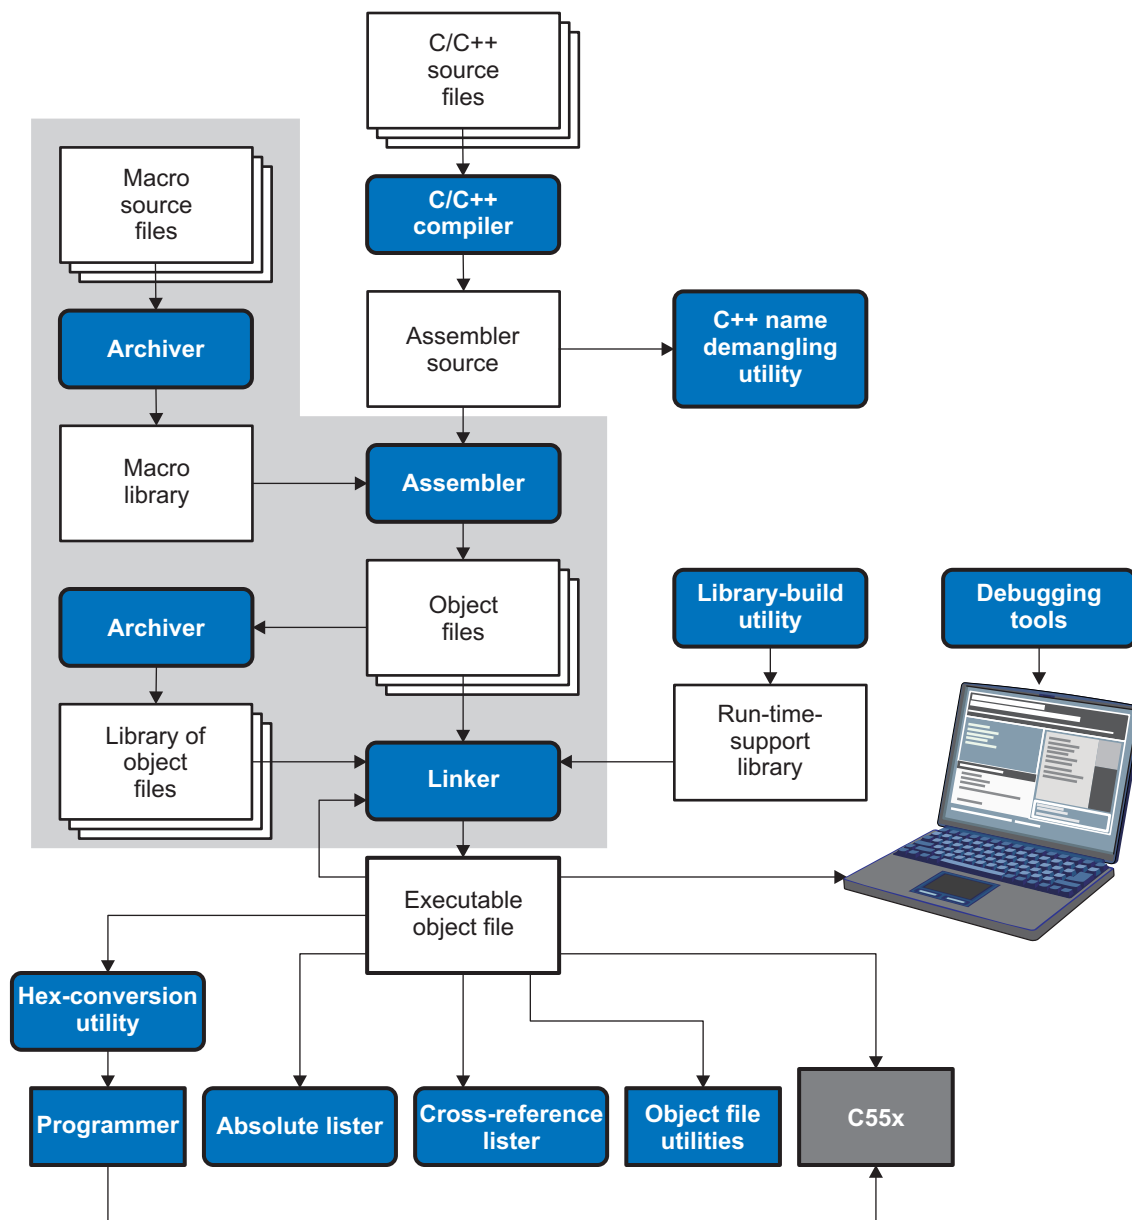 C/C++
source
files
Macro
source
files
C/C++
compiler
Archiver
Assembler
source
C++ name
demangling
utility
Macro
library
Assembler
Archiver
Object
files
Library-build
utility
Debugging
tools
Library of
object
files
Linker
Run-time-
support
library
Executable
object file
Hex-conversion
utility
Programmer
Absolute lister
Cross-reference
lister
Object file
utilities
C55x